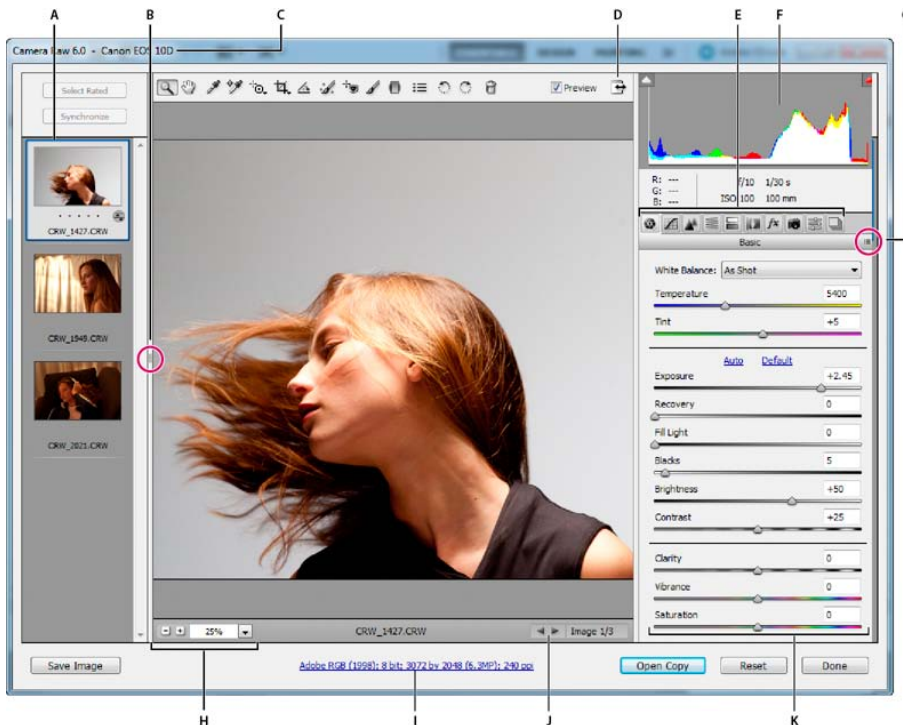 A B C D E F
Camera Raw 6.0 - Canon EOS 10D
Select Rated
Synchronize
Preview
R: ---
G: ---
B: ---
f/10 1/30 s
ISO 100 100 mm
CRW_1427.CRW
CRW_1949.CRW
CRW_2021.CRW
Basic
White Balance: As Shot
Temperature 5400
Tint +5
Auto Default
Exposure +2.45
Recovery 0
Fill Light 0
Blacks 5
Brightness +50
Contrast +25
Clarity 0
Vibrance 0
Saturation 0
25% CRW_1427.CRW Image 1/3
Save Image Adobe RGB (1998); 8 bit; 3072 by 2048 (6.3MP); 240 ppi Open Copy Reset Done
H I J K